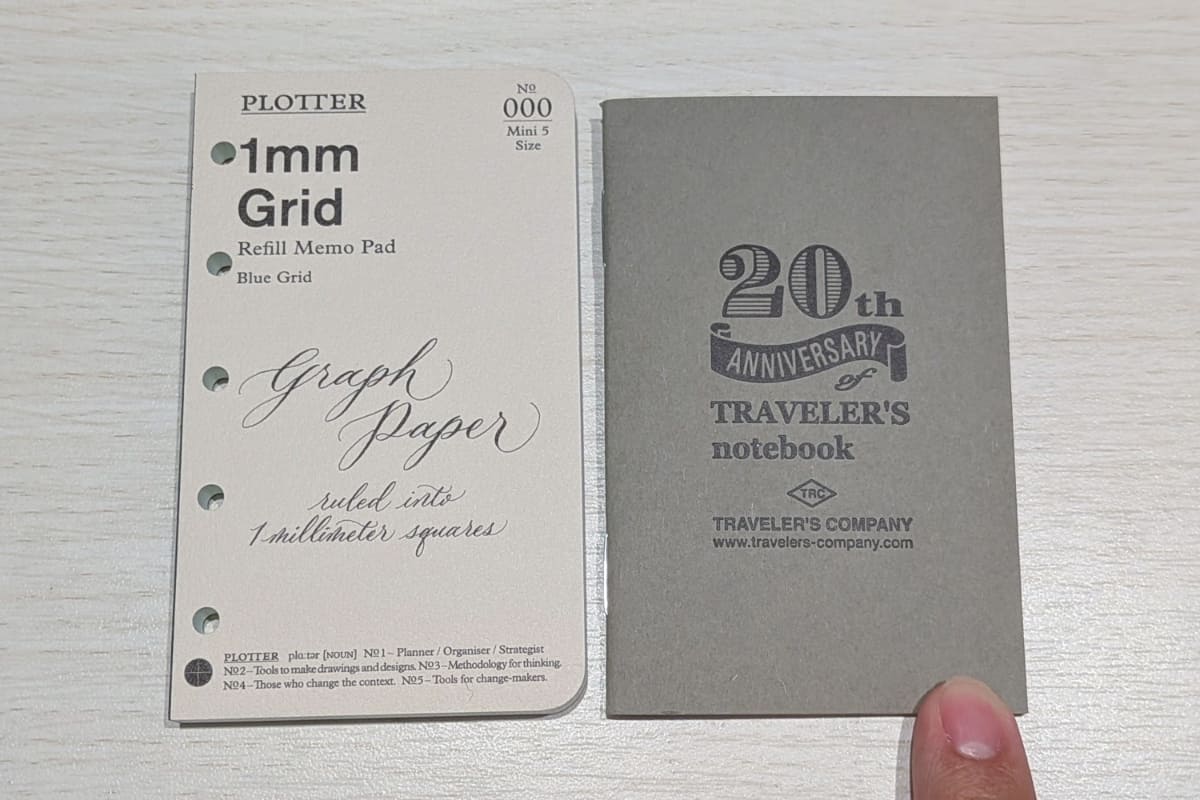 PLOTTER
Nº
000
Mini 5
Size
1mm
Grid
Refill Memo Pad
Blue Grid
Graph
Paper
ruled into
1 millimeter squares
PLOTTER plɑːtər [NOUN] Nº1 – Planner / Organiser / Strategist
Nº2 – Tools to make drawings and designs. Nº3 – Methodology for thinking.
Nº4 – Those who change the context. Nº5 – Tools for change-makers.
20th
ANNIVERSARY
of
TRAVELER'S
notebook
TRC
TRAVELER'S COMPANY
www.travelers-company.com